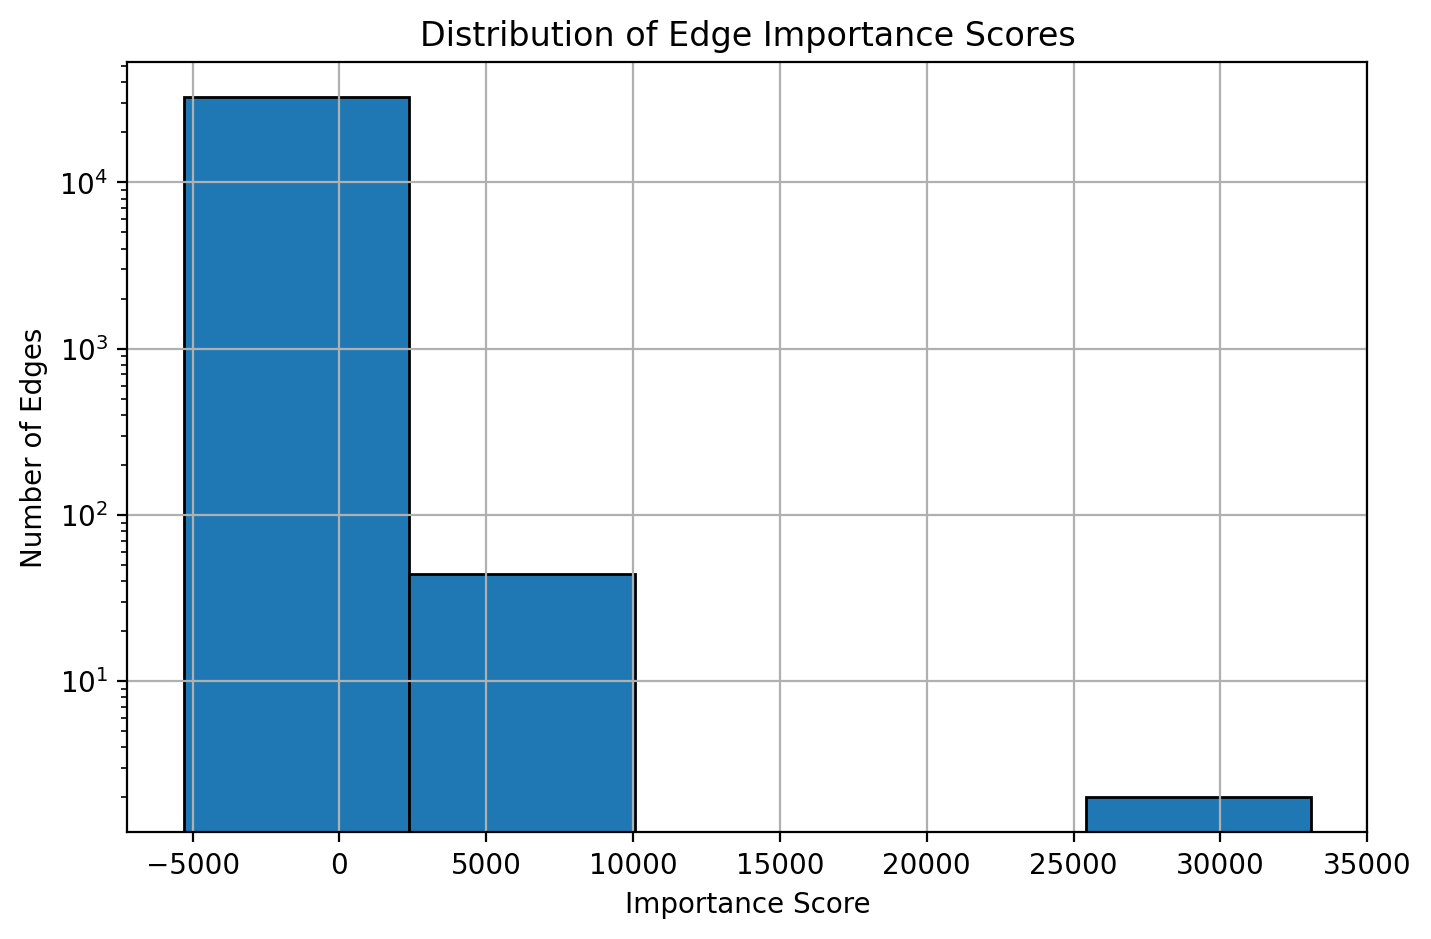 Distribution of Edge Importance Scores
Number of Edges
10⁴
10³
10²
10¹
−5000 0 5000 10000 15000 20000 25000 30000 35000
Importance Score